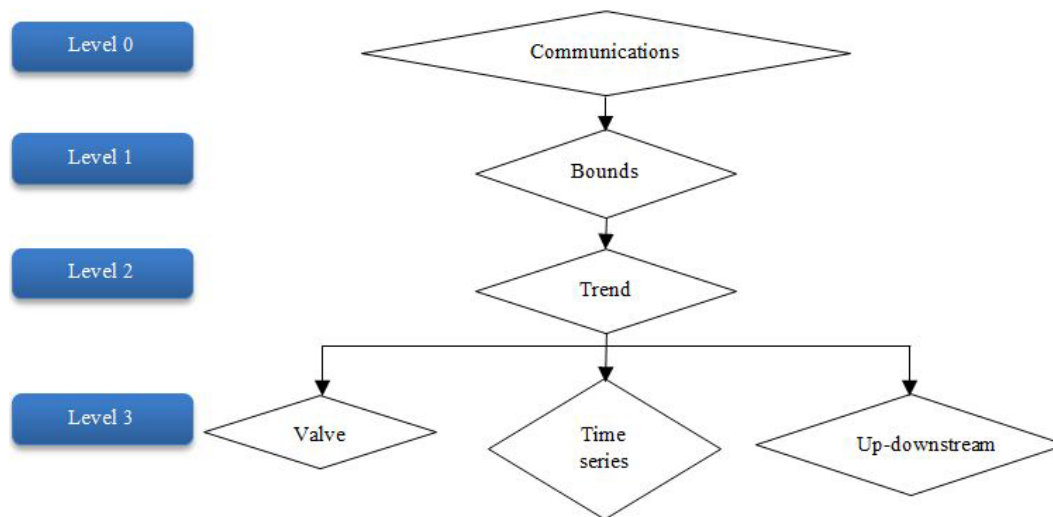 Level 0
Communications
Level 1
Bounds
Level 2
Trend
Level 3
Valve
Time
series
Up-downstream